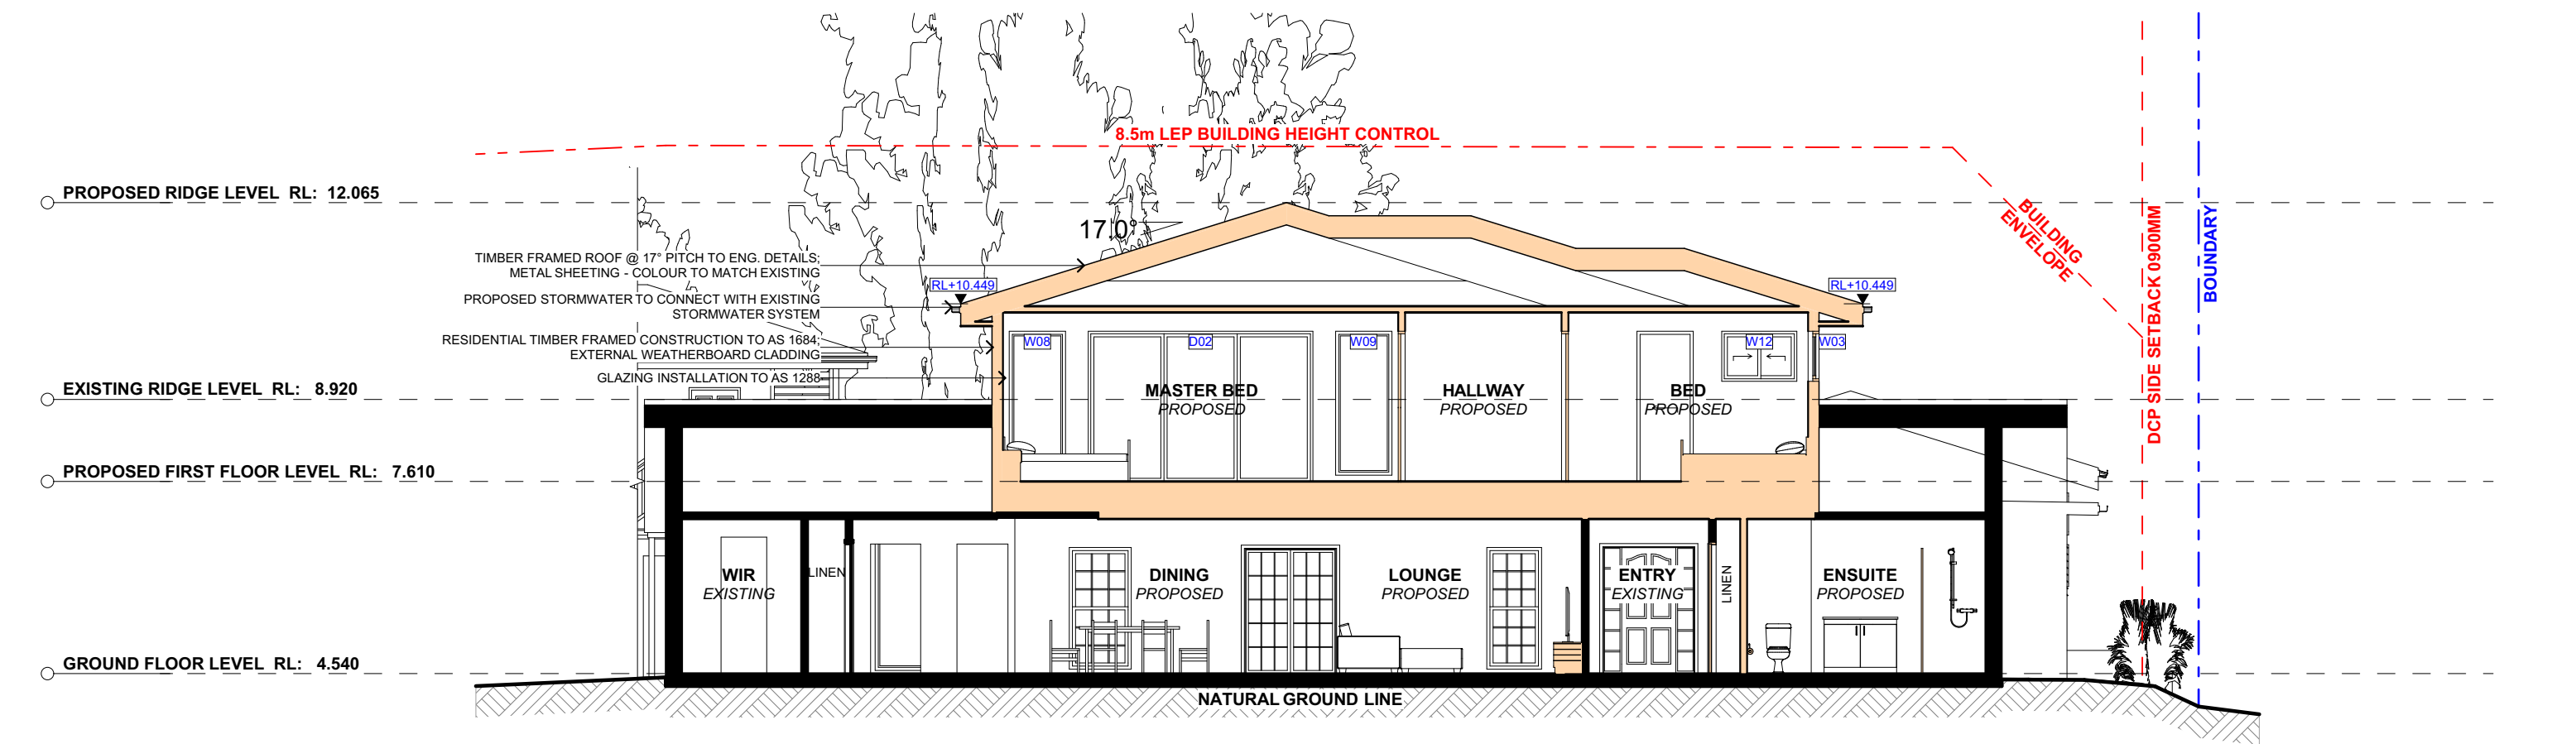 8.5m LEP BUILDING HEIGHT CONTROL
PROPOSED RIDGE LEVEL  RL:  12.065
17.0°
BUILDING
ENVELOPE
DCP SIDE SETBACK 0900MM
BOUNDARY
TIMBER FRAMED ROOF @ 17° PITCH TO ENG. DETAILS;
METAL SHEETING - COLOUR TO MATCH EXISTING
PROPOSED STORMWATER TO CONNECT WITH EXISTING
STORMWATER SYSTEM
RESIDENTIAL TIMBER FRAMED CONSTRUCTION TO AS 1684;
EXTERNAL WEATHERBOARD CLADDING
GLAZING INSTALLATION TO AS 1288
RL+10.449
RL+10.449
W08
D02
W09
W12
W03
EXISTING RIDGE LEVEL  RL:   8.920
MASTER BED
PROPOSED
HALLWAY
PROPOSED
BED
PROPOSED
PROPOSED FIRST FLOOR LEVEL  RL:   7.610
WIR
EXISTING
LINEN
DINING
PROPOSED
LOUNGE
PROPOSED
ENTRY
EXISTING
LINEN
ENSUITE
PROPOSED
GROUND FLOOR LEVEL  RL:   4.540
NATURAL GROUND LINE